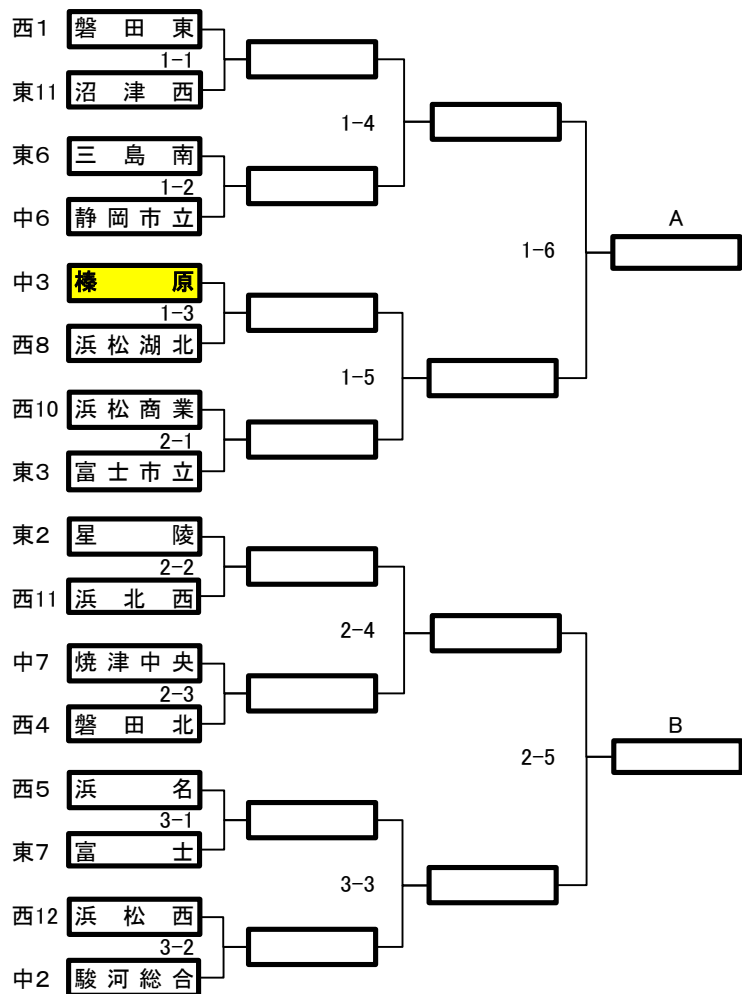 西1 磐田東
1-1
東11 沼津西
1-4
東6 三島南
1-2
中6 静岡市立
A
1-6
中3 榛原
1-3
西8 浜松湖北
1-5
西10 浜松商業
2-1
東3 富士市立
東2 星陵
2-2
西11 浜北西
2-4
中7 焼津中央
2-3
西4 磐田北
B
2-5
西5 浜名
3-1
東7 富士
3-3
西12 浜松西
3-2
中2 駿河総合